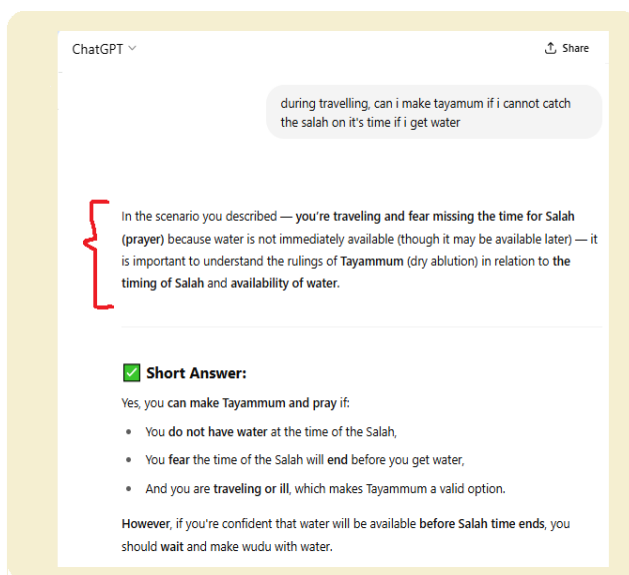 ChatGPT
Share
during travelling, can i make tayamum if i cannot catch
the salah on it's time if i get water
In the scenario you described — you're traveling and fear missing the time for Salah
(prayer) because water is not immediately available (though it may be available later) — it
is important to understand the rulings of Tayammum (dry ablution) in relation to the
timing of Salah and availability of water.
Short Answer:
Yes, you can make Tayammum and pray if:
• You do not have water at the time of the Salah,
• You fear the time of the Salah will end before you get water,
• And you are traveling or ill, which makes Tayammum a valid option.
However, if you're confident that water will be available before Salah time ends, you
should wait and make wudu with water.